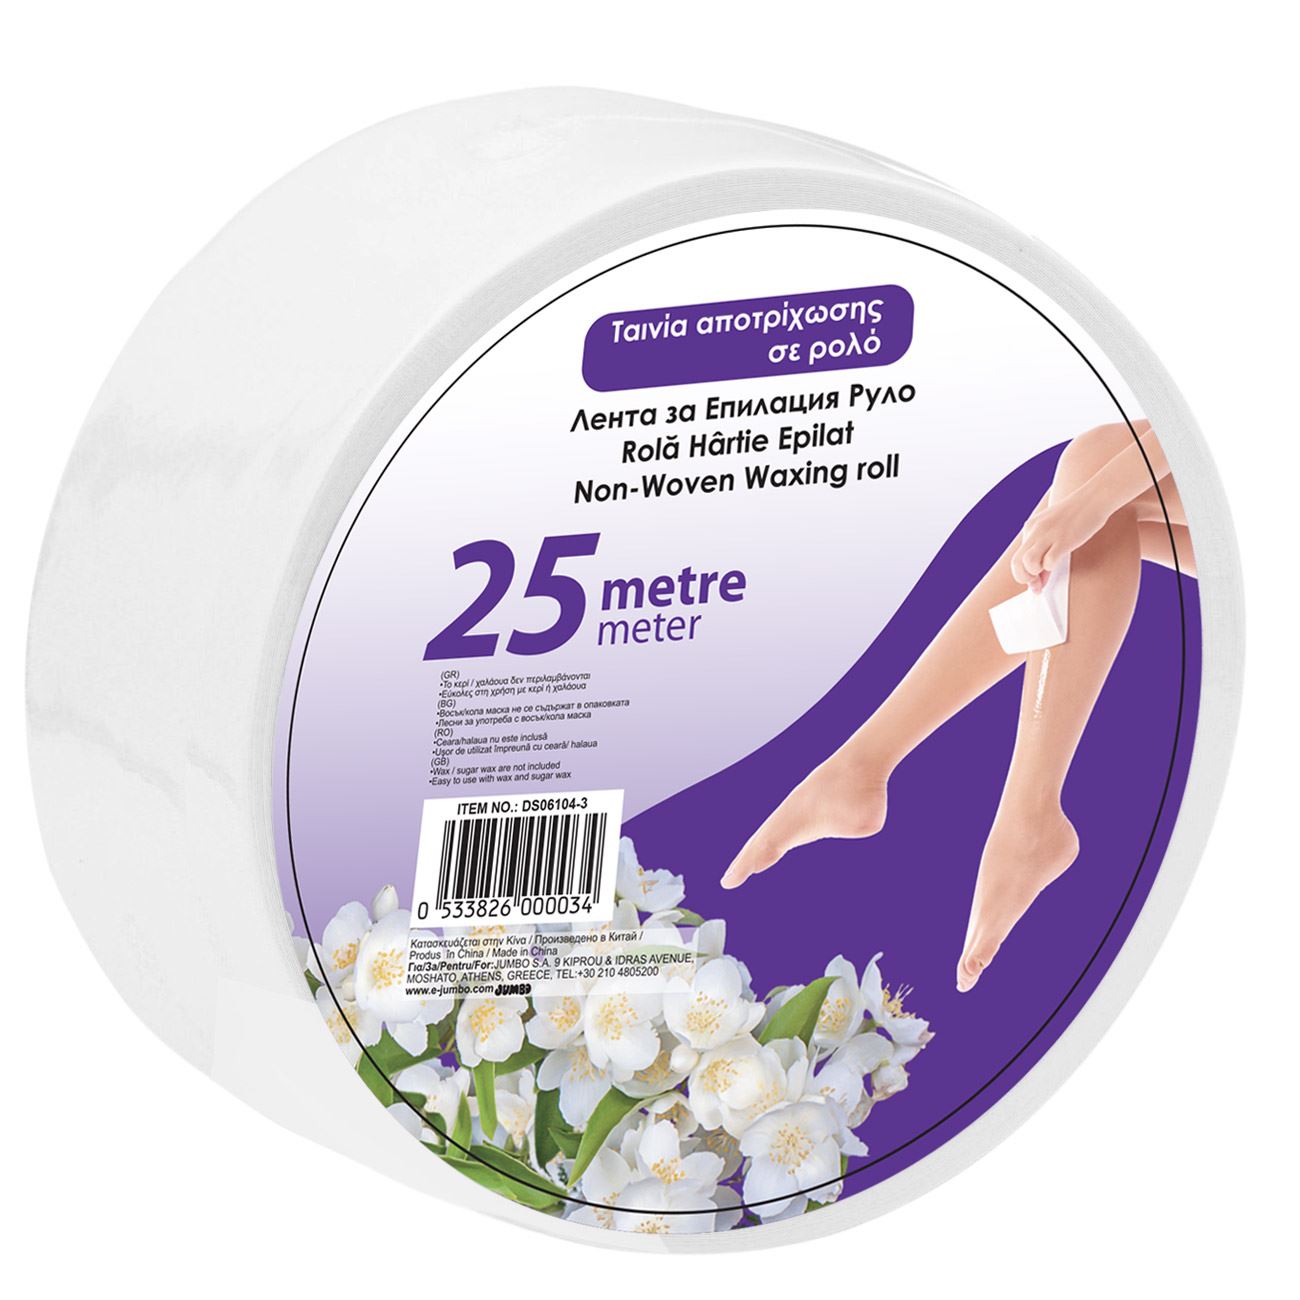 Ταινία αποτρίχωσης
σε ρολό
Лента за Епилация Руло
Rolă Hârtie Epilat
Non-Woven Waxing roll
25 metre
meter
(GR)
•Το κερί / χαλάουα δεν περιλαμβάνονται
•Εύκολες στη χρήση με κερί ή χαλάουα
(BG)
•Восък/кола маска не се съдържат в опаковката
•Лесни за употреба с восък/кола маска
(RO)
•Ceara/halaua nu este inclusă
•Uşor de utilizat împreună cu ceară/ halaua
(GB)
•Wax / sugar wax are not included
•Easy to use with wax and sugar wax
ITEM NO.: DS06104-3
0 533826 000034
Κατασκευάζεται στην Κίνα / Произведено в Китай /
Produs în China / Made in China
Για/За/Pentru/For:JUMBO S.A. 9 KIPROU & IDRAS AVENUE,
MOSHATO, ATHENS, GREECE, TEL:+30 210 4805200
www.e-jumbo.com JUMBO